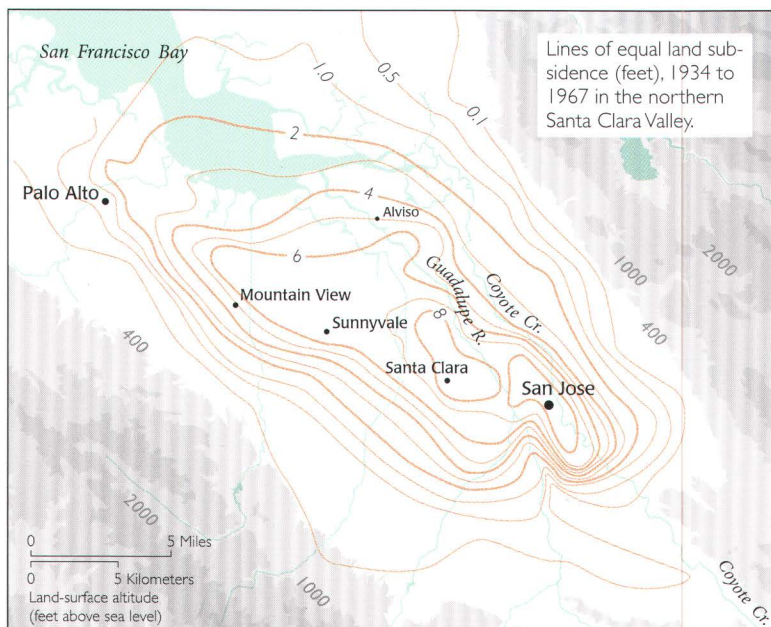 San Francisco Bay
Lines of equal land sub-
sidence (feet), 1934 to
1967 in the northern
Santa Clara Valley.
1.0
0.5
0.1
2
Palo Alto
4
Alviso
2000
6
Guadalupe R.
Coyote Cr.
1000
Mountain View
8
Sunnyvale
400
400
Santa Clara
San Jose
2000
0 5 Miles
0 5 Kilometers
Land-surface altitude
(feet above sea level)
1000
Coyote Cr.